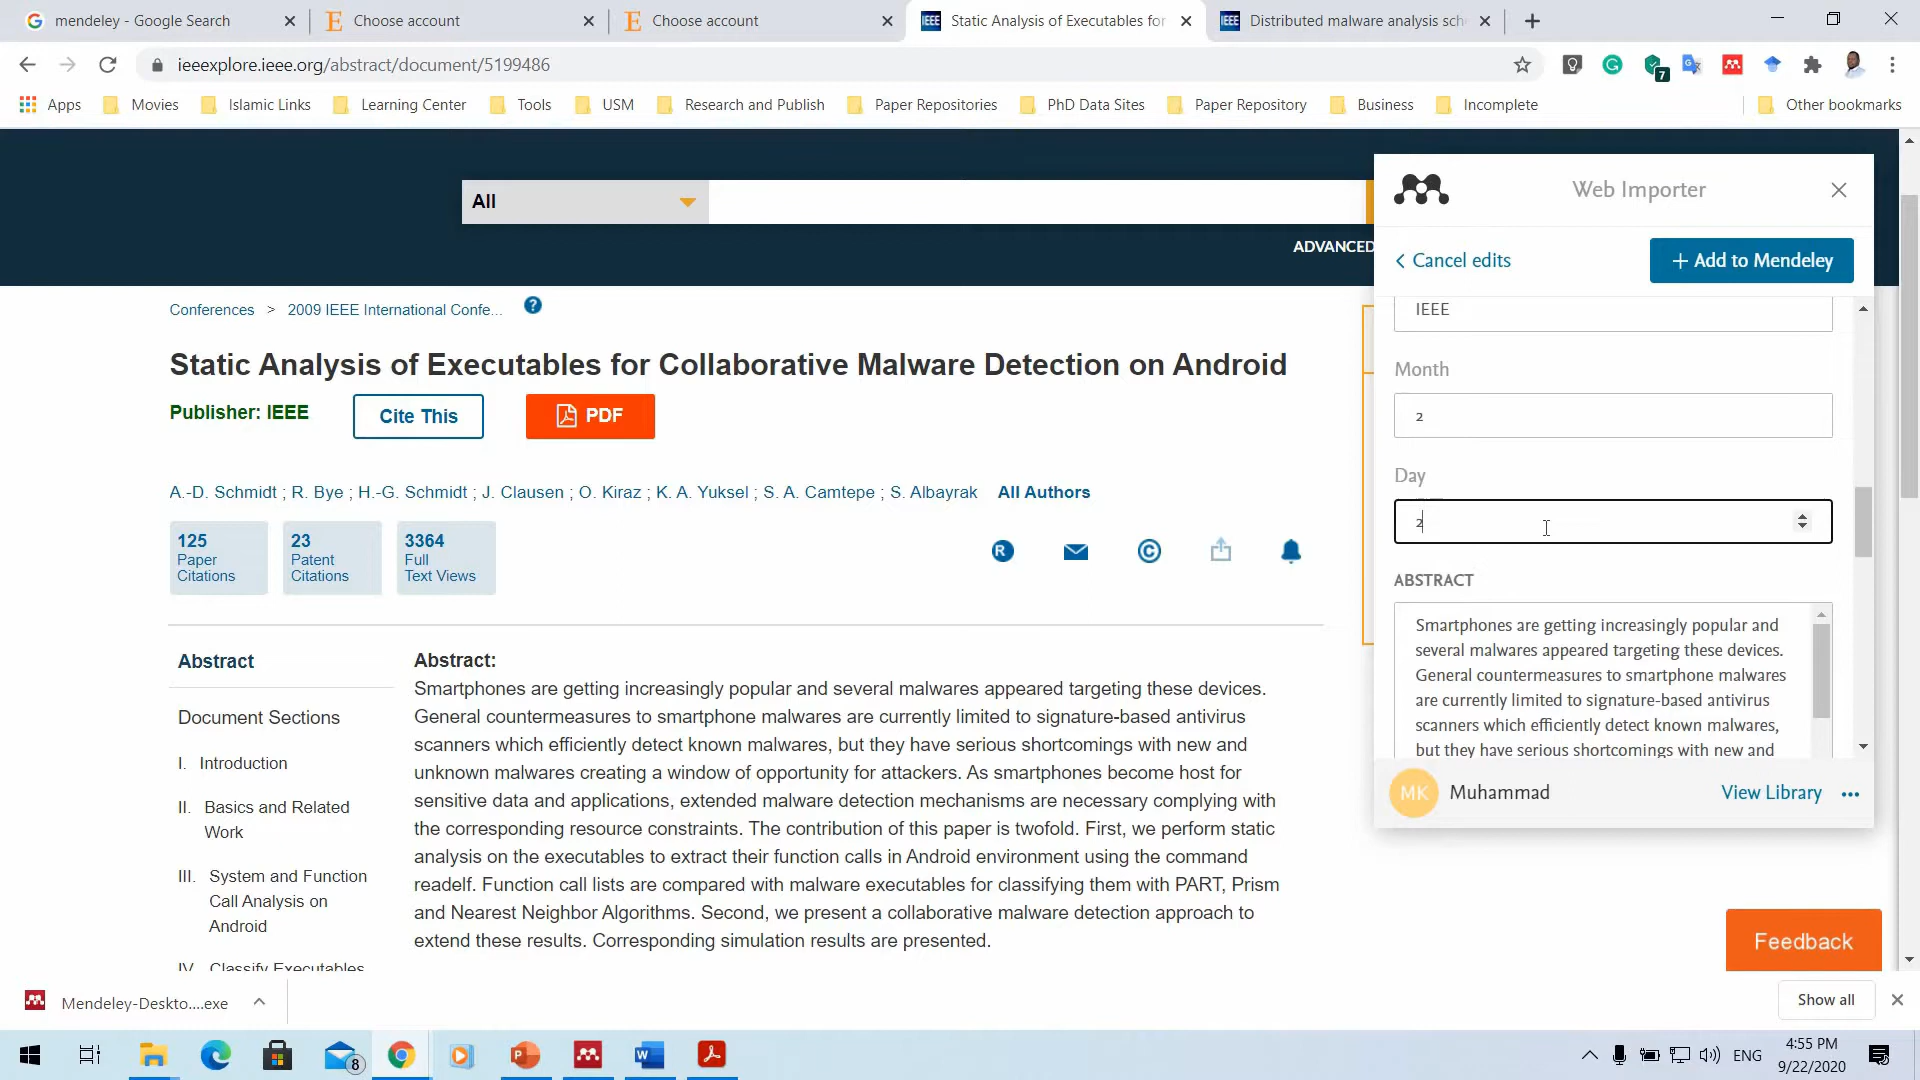 mendeley - Google Search
Choose account
Choose account
IEEE Static Analysis of Executables for
IEEE Distributed malware analysis sch
ieeexplore.ieee.org/abstract/document/5199486
7
Apps
Movies
Islamic Links
Learning Center
Tools
USM
Research and Publish
Paper Repositories
PhD Data Sites
Paper Repository
Business
Incomplete
Other bookmarks
All
ADVANCED
Conferences > 2009 IEEE International Confe...
?
Static Analysis of Executables for Collaborative Malware Detection on Android
Publisher: IEEE
Cite This
PDF
A.-D. Schmidt ; R. Bye ; H.-G. Schmidt ; J. Clausen ; O. Kiraz ; K. A. Yuksel ; S. A. Camtepe ; S. Albayrak All Authors
125
Paper
Citations
23
Patent
Citations
3364
Full
Text Views
R
©
Abstract
Document Sections
I. Introduction
II. Basics and Related
Work
III. System and Function
Call Analysis on
Android
IV. Classify Executables
Abstract:
Smartphones are getting increasingly popular and several malwares appeared targeting these devices.
General countermeasures to smartphone malwares are currently limited to signature-based antivirus
scanners which efficiently detect known malwares, but they have serious shortcomings with new and
unknown malwares creating a window of opportunity for attackers. As smartphones become host for
sensitive data and applications, extended malware detection mechanisms are necessary complying with
the corresponding resource constraints. The contribution of this paper is twofold. First, we perform static
analysis on the executables to extract their function calls in Android environment using the command
readelf. Function call lists are compared with malware executables for classifying them with PART, Prism
and Nearest Neighbor Algorithms. Second, we present a collaborative malware detection approach to
extend these results. Corresponding simulation results are presented.
Web Importer
Cancel edits
+ Add to Mendeley
IEEE
Month
2
Day
2
ABSTRACT
Smartphones are getting increasingly popular and
several malwares appeared targeting these devices.
General countermeasures to smartphone malwares
are currently limited to signature-based antivirus
scanners which efficiently detect known malwares,
but they have serious shortcomings with new and
MK
Muhammad
View Library
Feedback
Mendeley-Deskto....exe
Show all
8
ENG
4:55 PM
9/22/2020